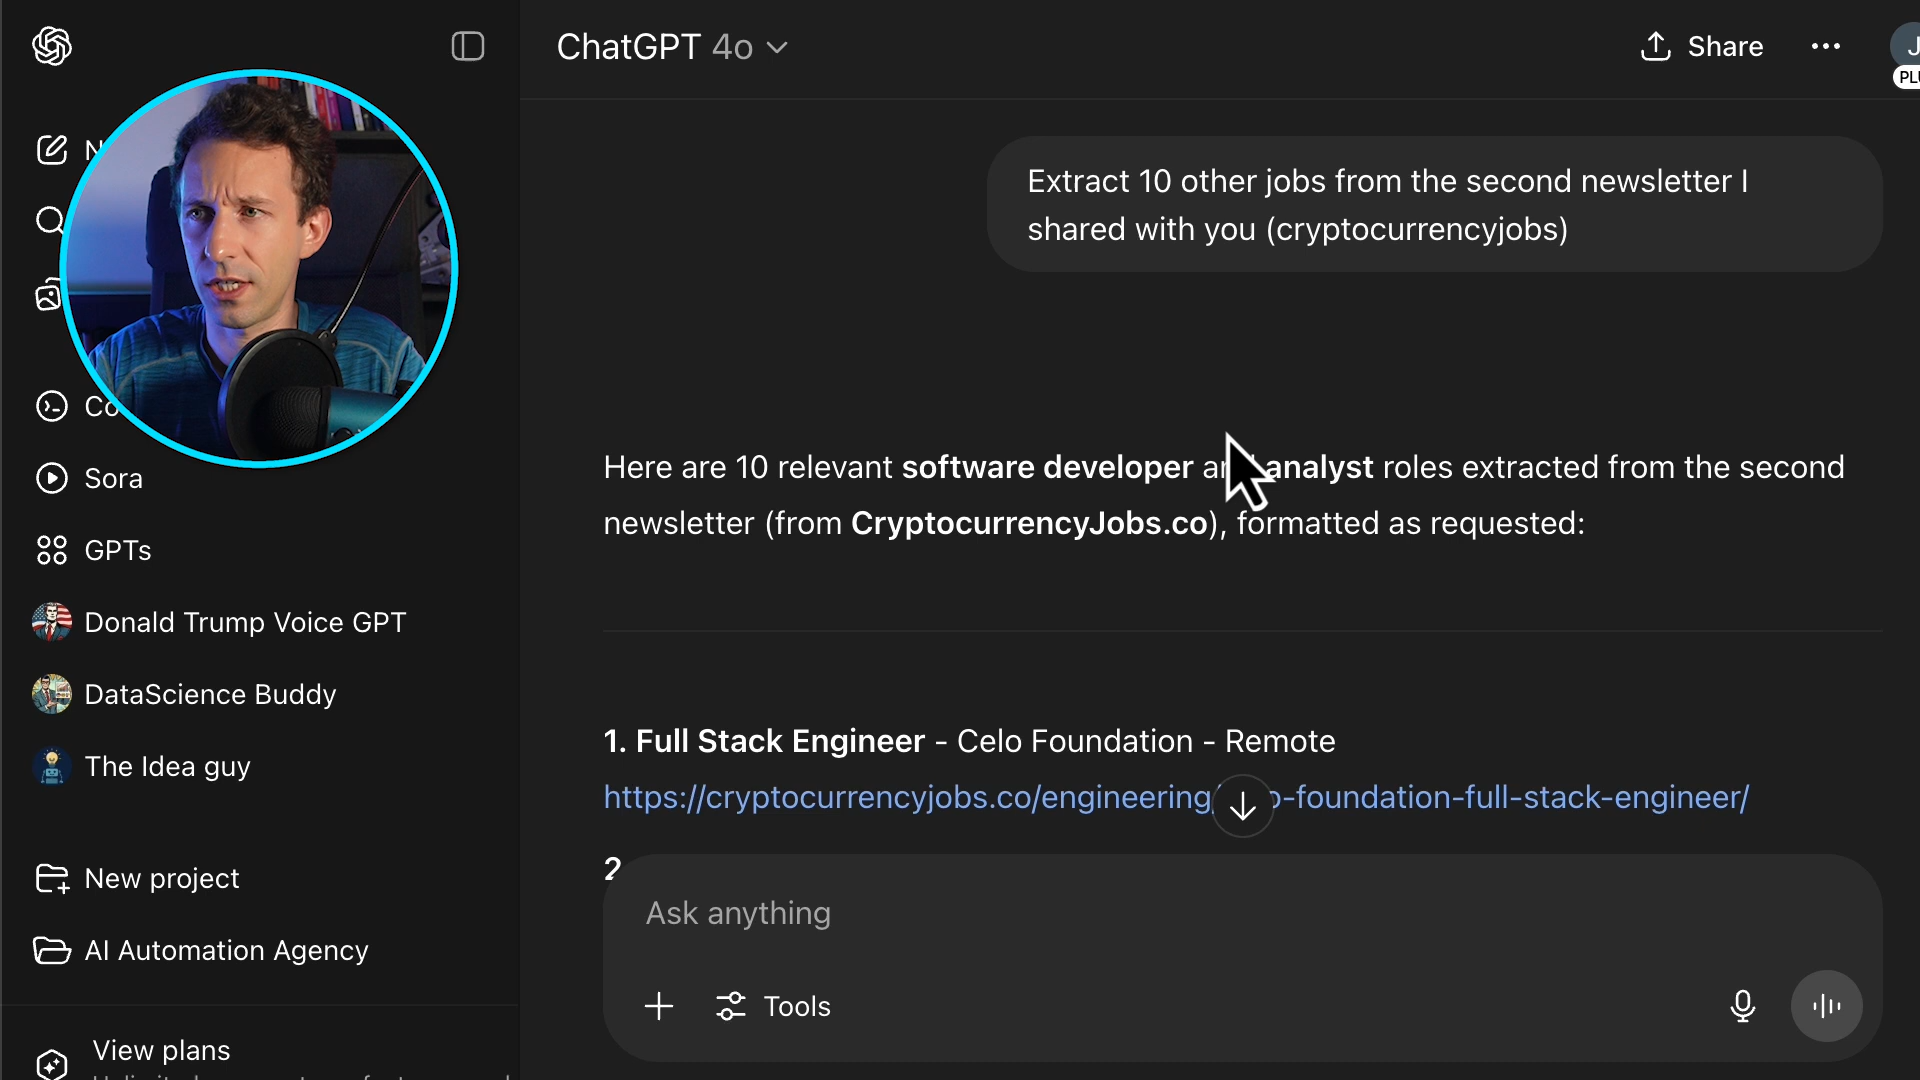 ChatGPT 4o
Share
J
PLU
N
Co
Sora
GPTs
Donald Trump Voice GPT
DataScience Buddy
The Idea guy
New project
AI Automation Agency
View plans
Extract 10 other jobs from the second newsletter I
shared with you (cryptocurrencyjobs)
Here are 10 relevant software developer an analyst roles extracted from the second
newsletter (from CryptocurrencyJobs.co), formatted as requested:
1. Full Stack Engineer - Celo Foundation - Remote
https://cryptocurrencyjobs.co/engineering/ o-foundation-full-stack-engineer/
2
Ask anything
Tools